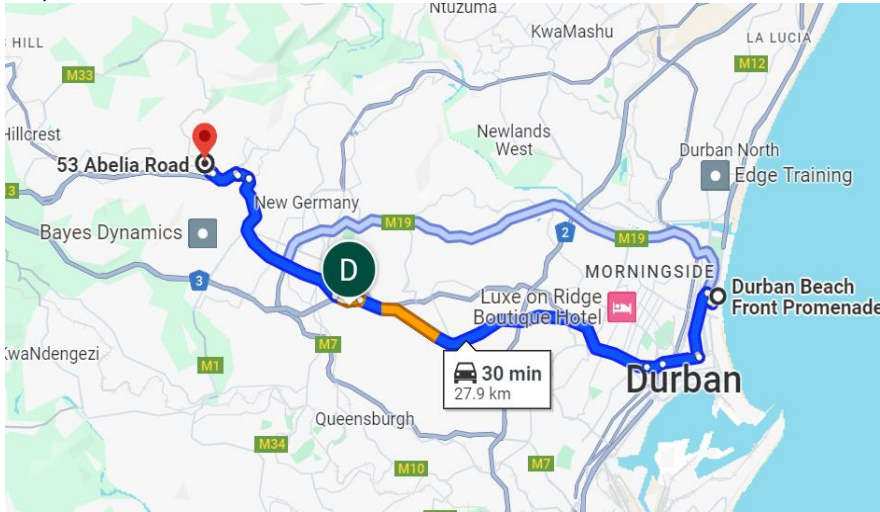 Ntuzuma
KwaMashu
LA LUCIA
M12
S HILL
M33
Hillcrest
Newlands
West
Durban North
Edge Training
53 Abelia Road
3
New Germany
Bayes Dynamics
M19
2
M19
D
MORNINGSIDE
3
Luxe on Ridge
Boutique Hotel
Durban Beach
Front Promenade
M7
KwaNdengezi
M1
30 min
27.9 km
Durban
Queensburgh
M34
M10
M7